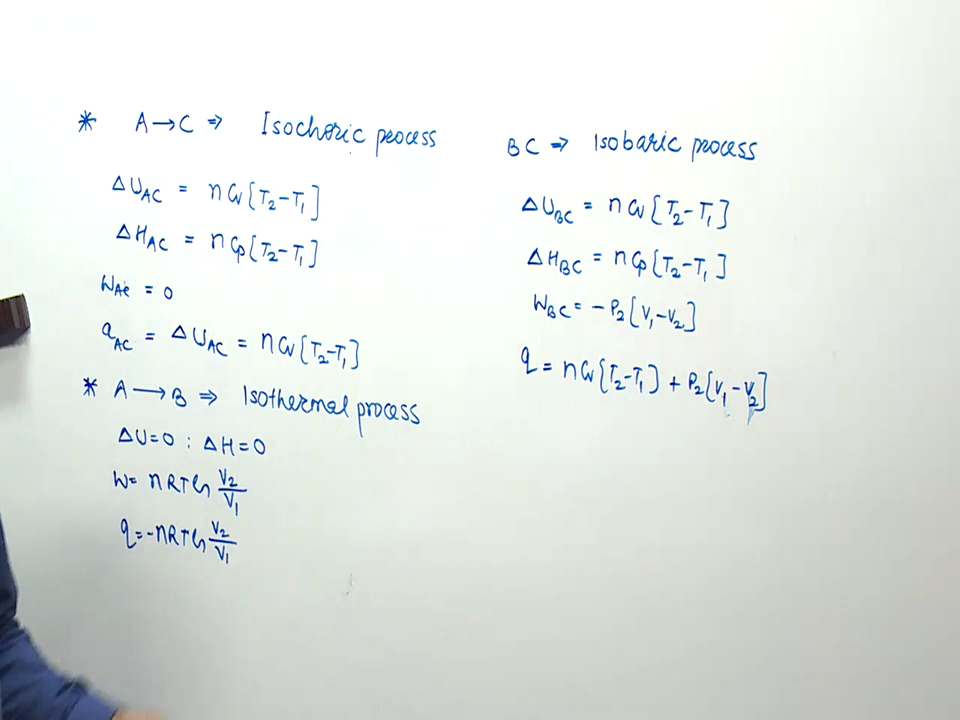 * A→C ⇒ Isochoric process
ΔU_AC = nCv[T₂-T₁]
ΔH_AC = nCp[T₂-T₁]
W_AC = 0
q_AC = ΔU_AC = nCv[T₂-T₁]
* A→B ⇒ Isothermal process
ΔU=0 : ΔH=0
W= nRT ln V₂/V₁
q=-nRT ln V₂/V₁
BC ⇒ Isobaric process
ΔU_BC = nCv[T₂-T₁]
ΔH_BC = nCp[T₂-T₁]
W_BC = -P₂[V₁-V₂]
q = nCv[T₂-T₁] + P₂[V₁-V₂]